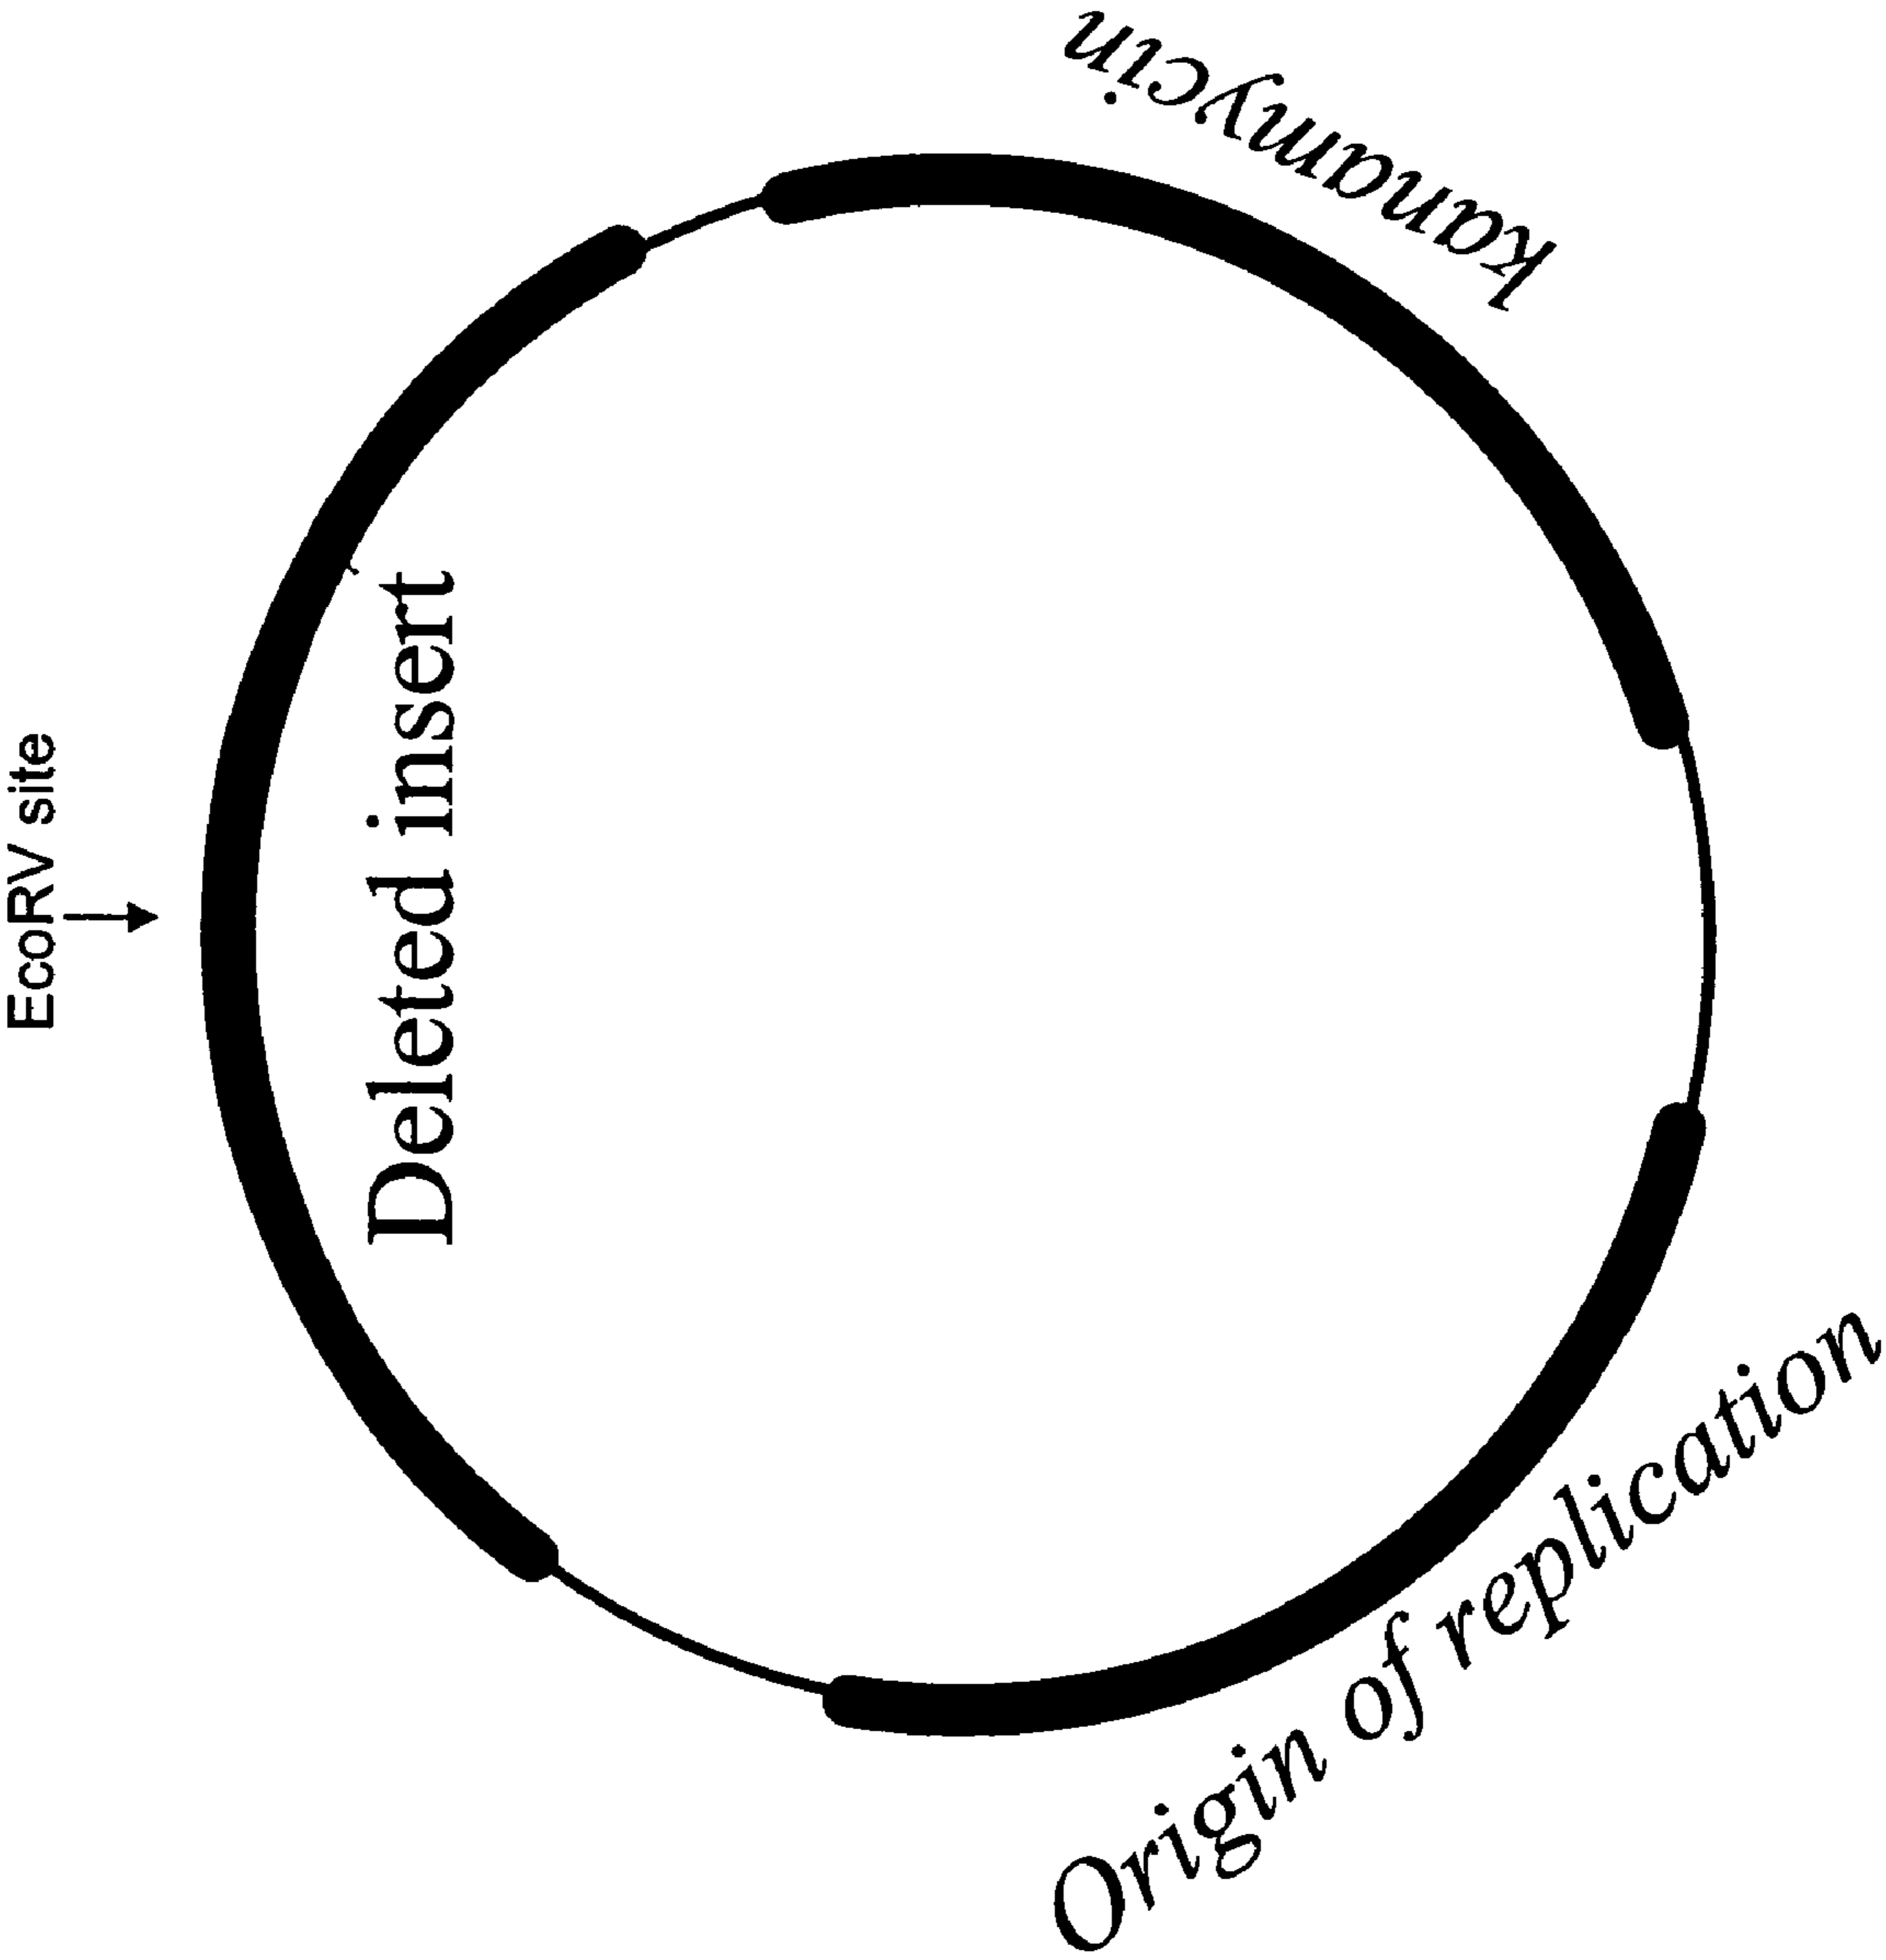 EcoRV site
Deleted insert
kanamycin
Origin of replication